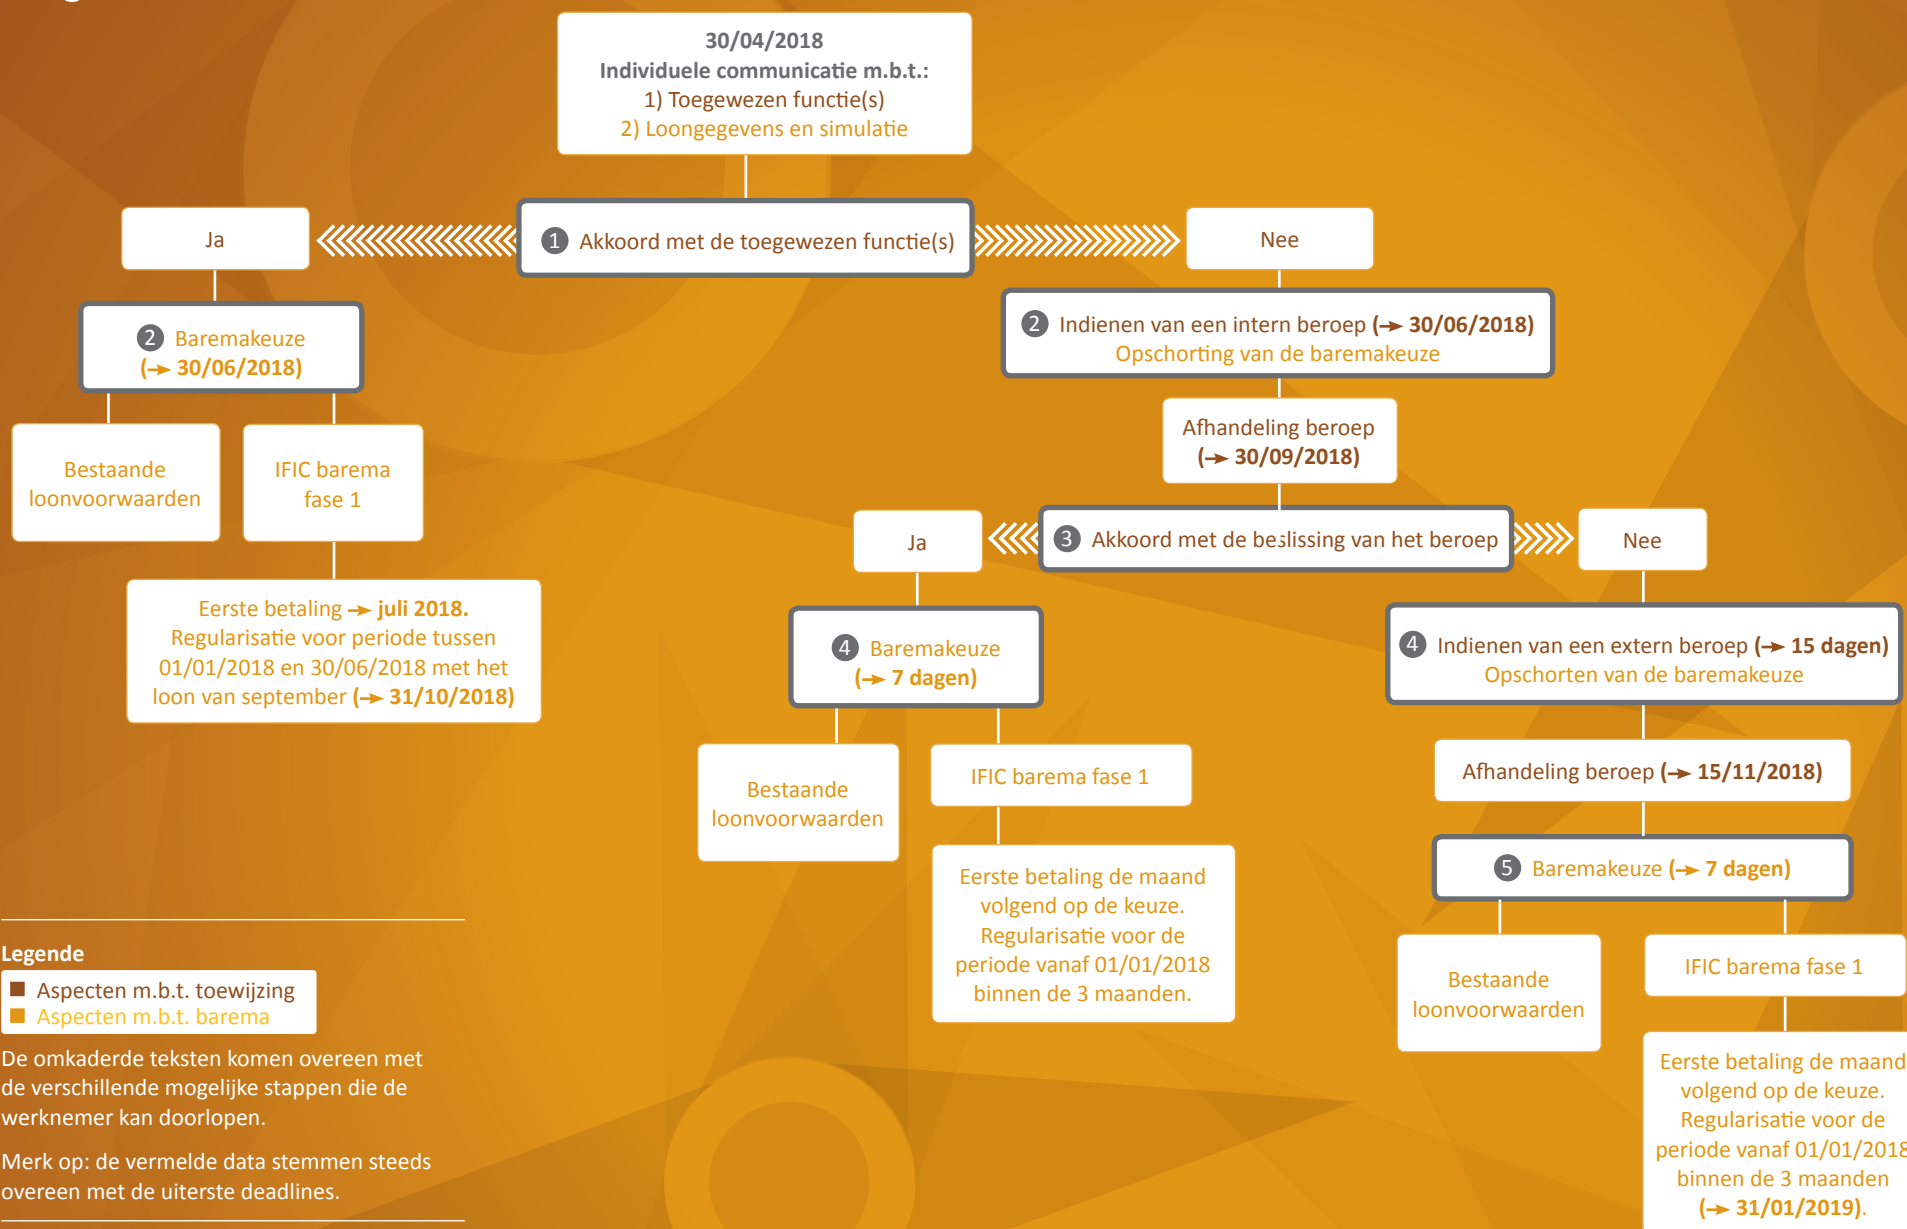 30/04/2018
Individuele communicatie m.b.t.:
1) Toegewezen functie(s)
2) Loongegevens en simulatie
Ja
1 Akkoord met de toegewezen functie(s)
Nee
2 Baremakeuze
(→ 30/06/2018)
Bestaande
loonvoorwaarden
IFIC barema
fase 1
Eerste betaling → juli 2018.
Regularisatie voor periode tussen
01/01/2018 en 30/06/2018 met het
loon van september (→ 31/10/2018)
2 Indienen van een intern beroep (→ 30/06/2018)
Opschorting van de baremakeuze
Afhandeling beroep
(→ 30/09/2018)
Ja
3 Akkoord met de beslissing van het beroep
Nee
4 Baremakeuze
(→ 7 dagen)
Bestaande
loonvoorwaarden
IFIC barema fase 1
Eerste betaling de maand
volgend op de keuze.
Regularisatie voor de
periode vanaf 01/01/2018
binnen de 3 maanden.
4 Indienen van een extern beroep (→ 15 dagen)
Opschorten van de baremakeuze
Afhandeling beroep (→ 15/11/2018)
5 Baremakeuze (→ 7 dagen)
Bestaande
loonvoorwaarden
IFIC barema fase 1
Eerste betaling de maand
volgend op de keuze.
Regularisatie voor de
periode vanaf 01/01/2018
binnen de 3 maanden
(→ 31/01/2019).
Legende
Aspecten m.b.t. toewijzing
Aspecten m.b.t. barema
De omkaderde teksten komen overeen met
de verschillende mogelijke stappen die de
werknemer kan doorlopen.
Merk op: de vermelde data stemmen steeds
overeen met de uiterste deadlines.